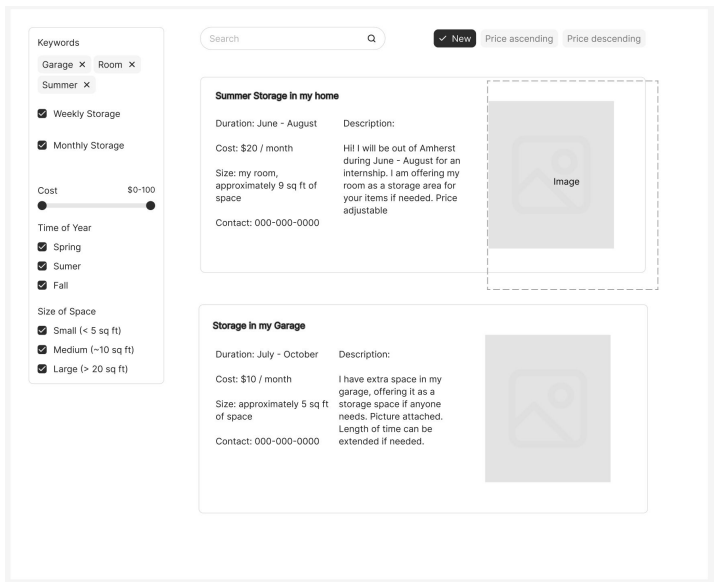 Keywords
Garage ✕ Room ✕
Summer ✕
Weekly Storage
Monthly Storage
Cost $0-100
Time of Year
Spring
Sumer
Fall
Size of Space
Small (< 5 sq ft)
Medium (~10 sq ft)
Large (> 20 sq ft)
Search
New Price ascending Price descending
Summer Storage in my home
Duration: June - August
Cost: $20 / month
Size: my room,
approximately 9 sq ft of
space
Contact: 000-000-0000
Description:
Hi! I will be out of Amherst
during June - August for an
internship. I am offering my
room as a storage area for
your items if needed. Price
adjustable
Image
Storage in my Garage
Duration: July - October
Cost: $10 / month
Size: approximately 5 sq ft
of space
Contact: 000-000-0000
Description:
I have extra space in my
garage, offering it as a
storage space if anyone
needs. Picture attached.
Length of time can be
extended if needed.